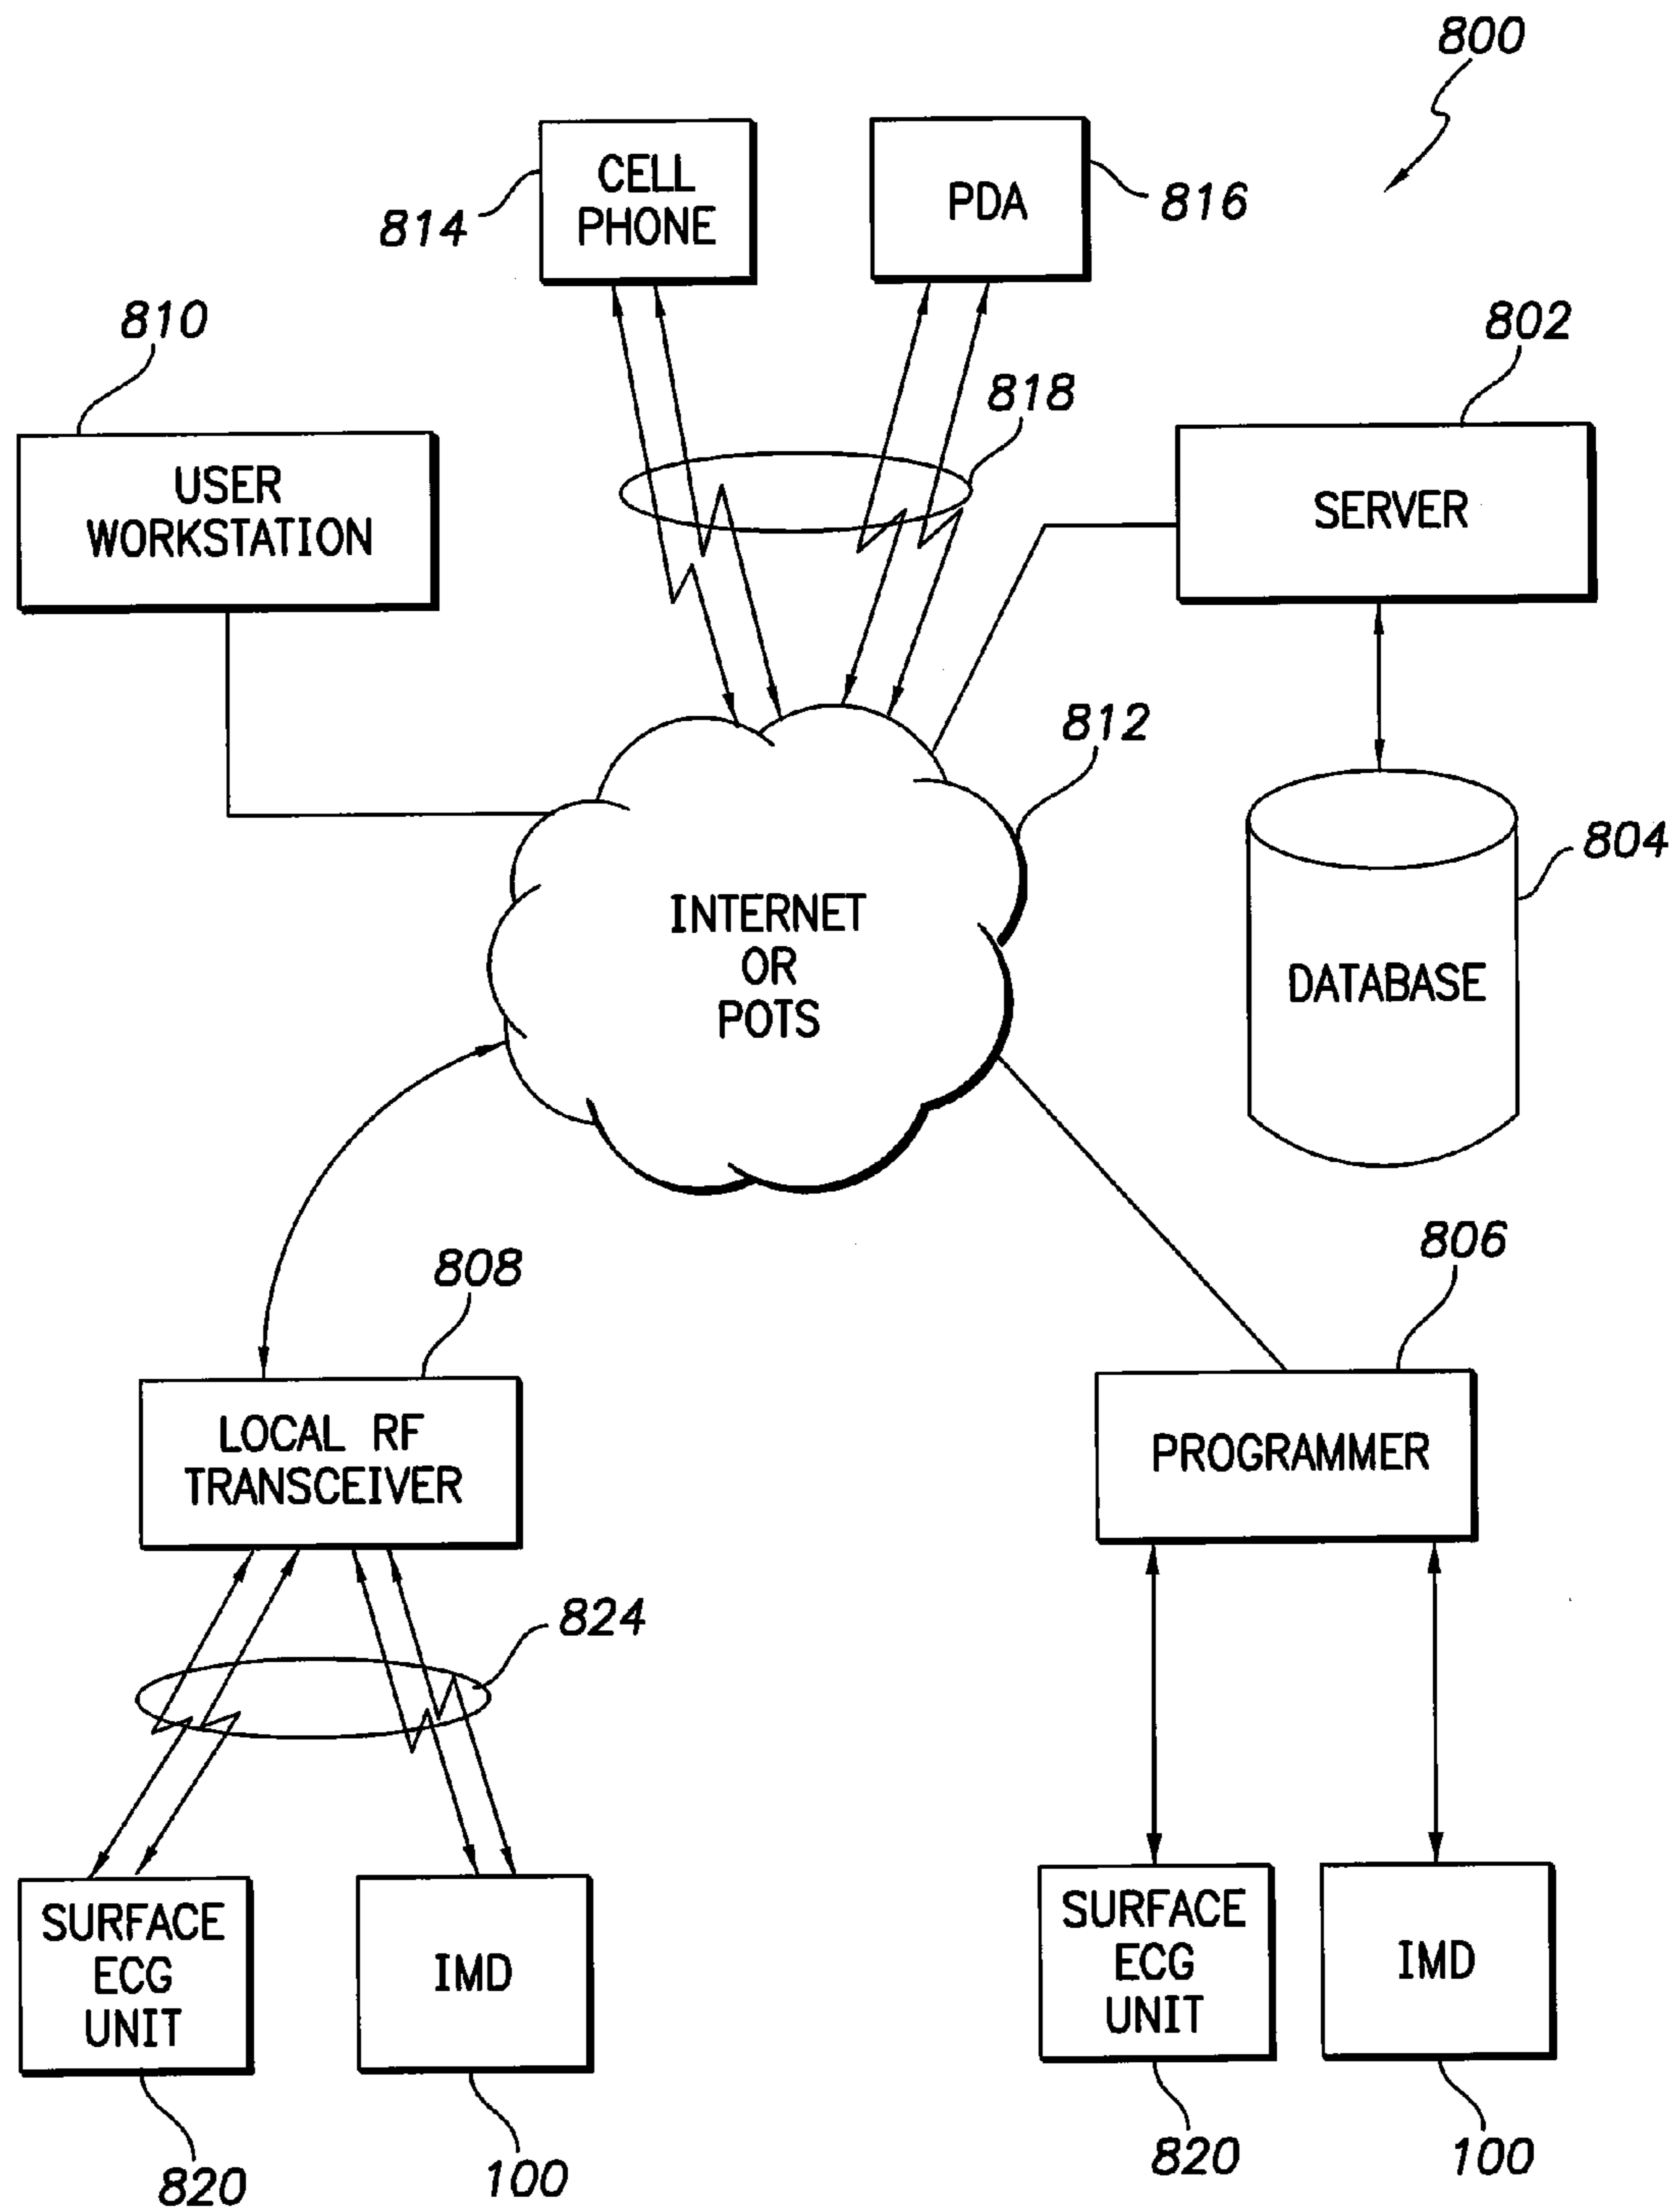 800
CELL
PHONE
814
PDA
816
810
802
818
USER
WORKSTATION
SERVER
812
804
INTERNET
OR
POTS
DATABASE
808
806
LOCAL RF
TRANSCEIVER
PROGRAMMER
824
SURFACE
ECG
UNIT
IMD
SURFACE
ECG
UNIT
IMD
820
100
820
100